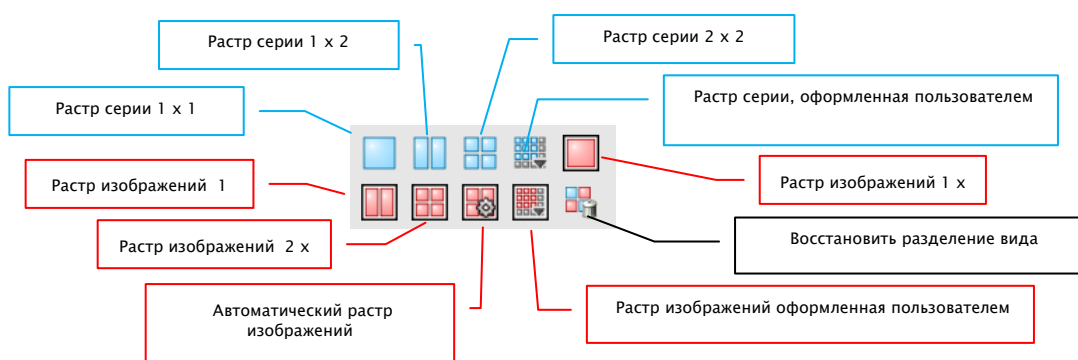 Растр серии 1 x 2
Растр серии 2 x 2
Растр серии 1 x 1
Растр серии, оформленная пользователем
Растр изображений 1
Растр изображений 1 x
Растр изображений 2 x
Восстановить разделение вида
Автоматический растр
изображений
Растр изображений оформленная пользователем